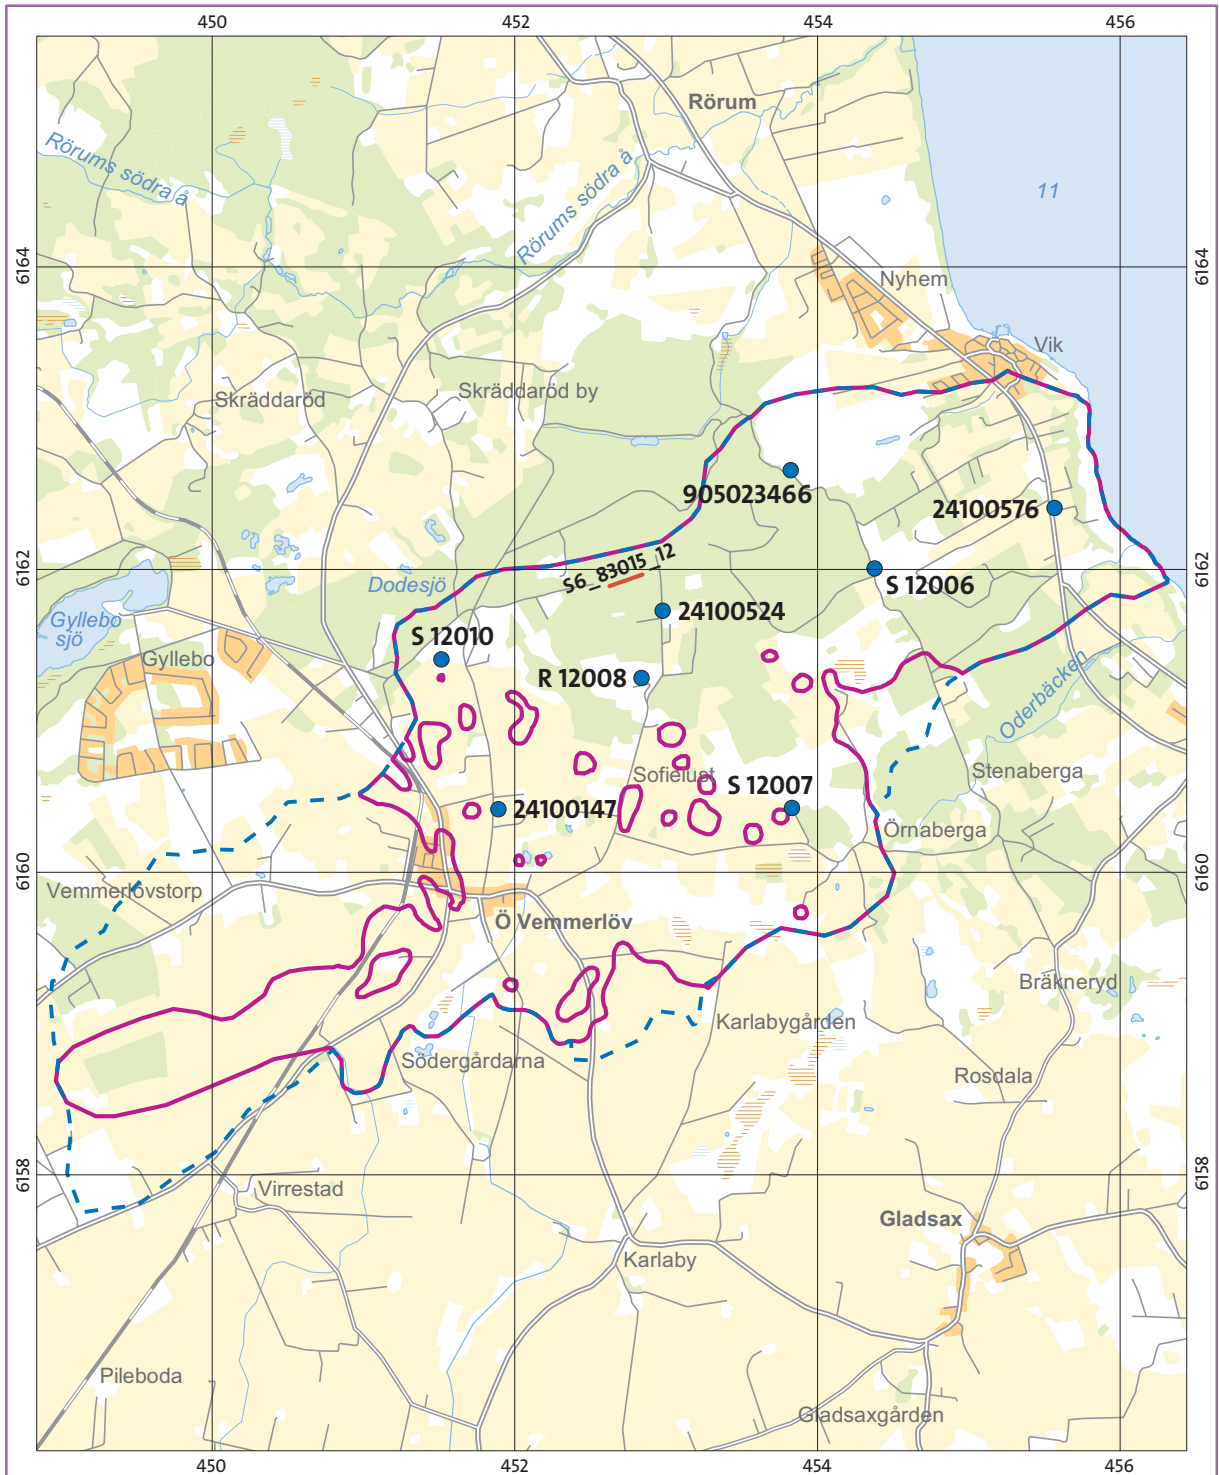 450 452 454 456
Rörum
Rörums södra å
Rörums södra å
11
6164 6164
Nyhem
Vik
Skräddaröd by
Skräddaröd
905023466
24100576
6162 6162
S6_83015_12
Dodesjö
S 12006
24100524
Gyllebo
sjö
S 12010
Gyllebo
R 12008
Oderbäcken
Stenaberga
Sofielust
S 12007
24100147
Örnaberga
6160 6160
Vemmerlövstorp
Ö Vemmerlöv
Bräkneryd
Karlabygården
Södergårdarna
Rosdala
6158 6158
Virrestad
Gladsax
Karlaby
Pileboda
Gladsaxgården
450 452 454 456